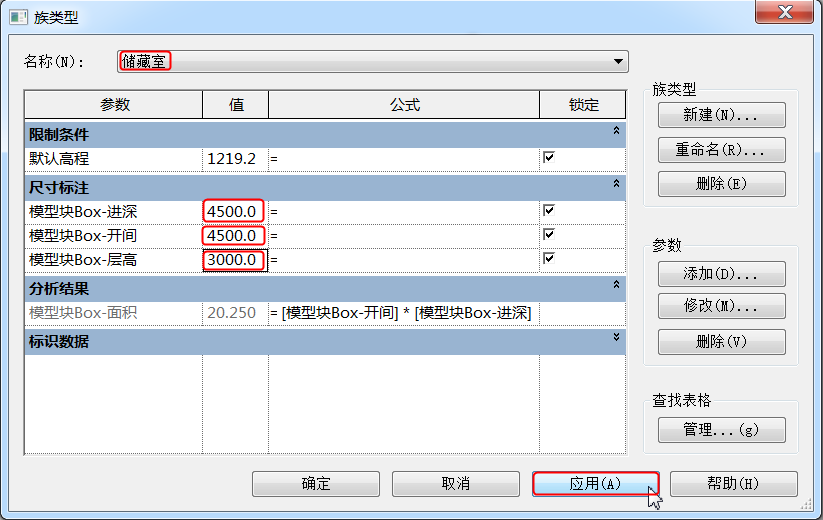 族类型
名称(N): 储藏室
参数 值 公式 锁定
限制条件
默认高程 1219.2 =
尺寸标注
模型块Box-进深 4500.0 =
模型块Box-开间 4500.0 =
模型块Box-层高 3000.0 =
分析结果
模型块Box-面积 20.250 = [模型块Box-开间] * [模型块Box-进深]
标识数据
族类型
新建(N)...
重命名(R)...
删除(E)
参数
添加(D)...
修改(M)...
删除(V)
查找表格
管理...(g)
确定 取消 应用(A) 帮助(H)